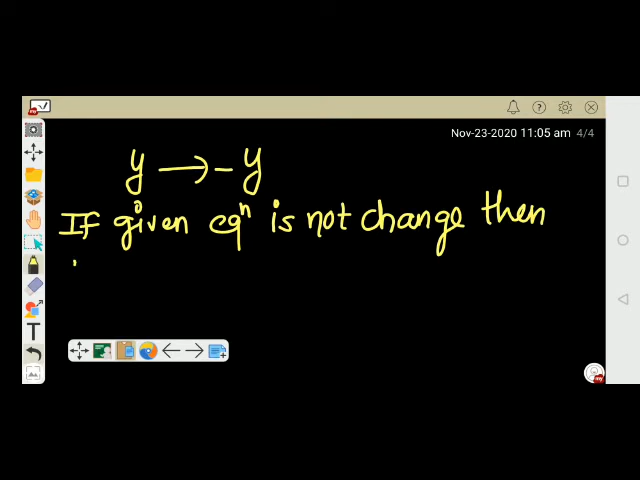 Nov-23-2020 11:05 am 4/4
y → - y
If given eqⁿ is not change then
T